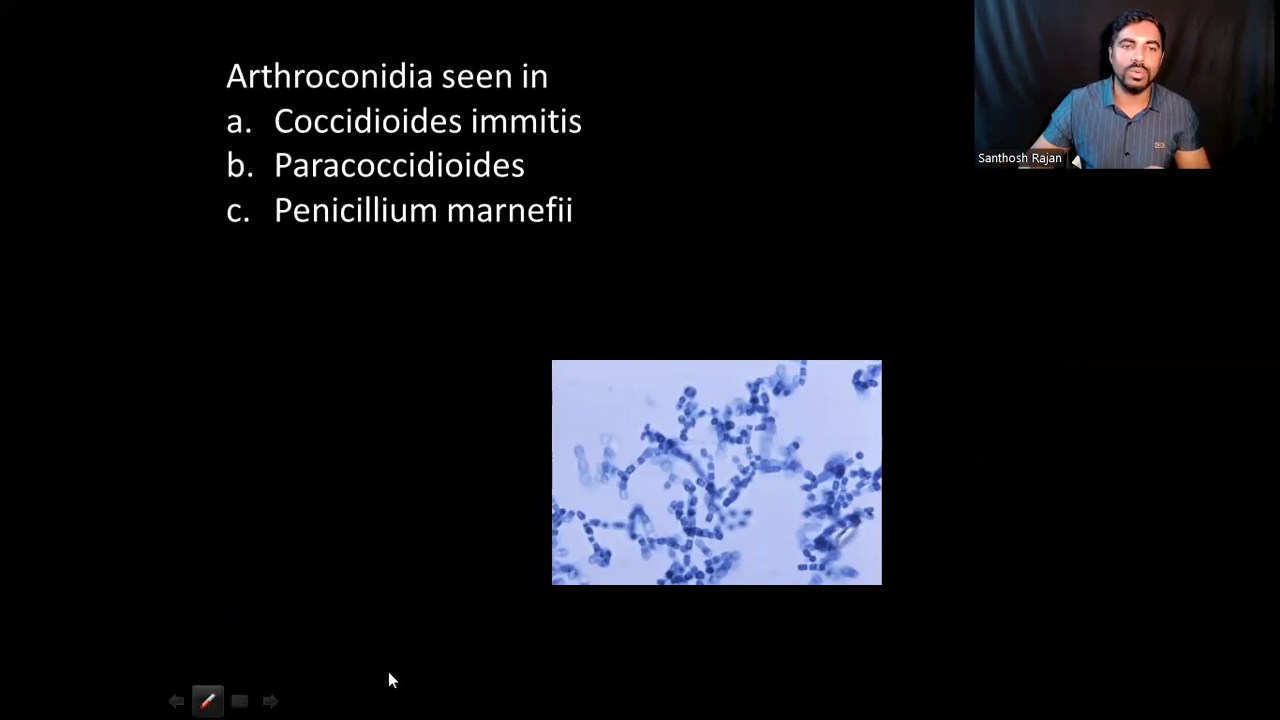 Arthroconidia seen in
a. Coccidioides immitis
b. Paracoccidioides
c. Penicillium marnefii
Santhosh Rajan